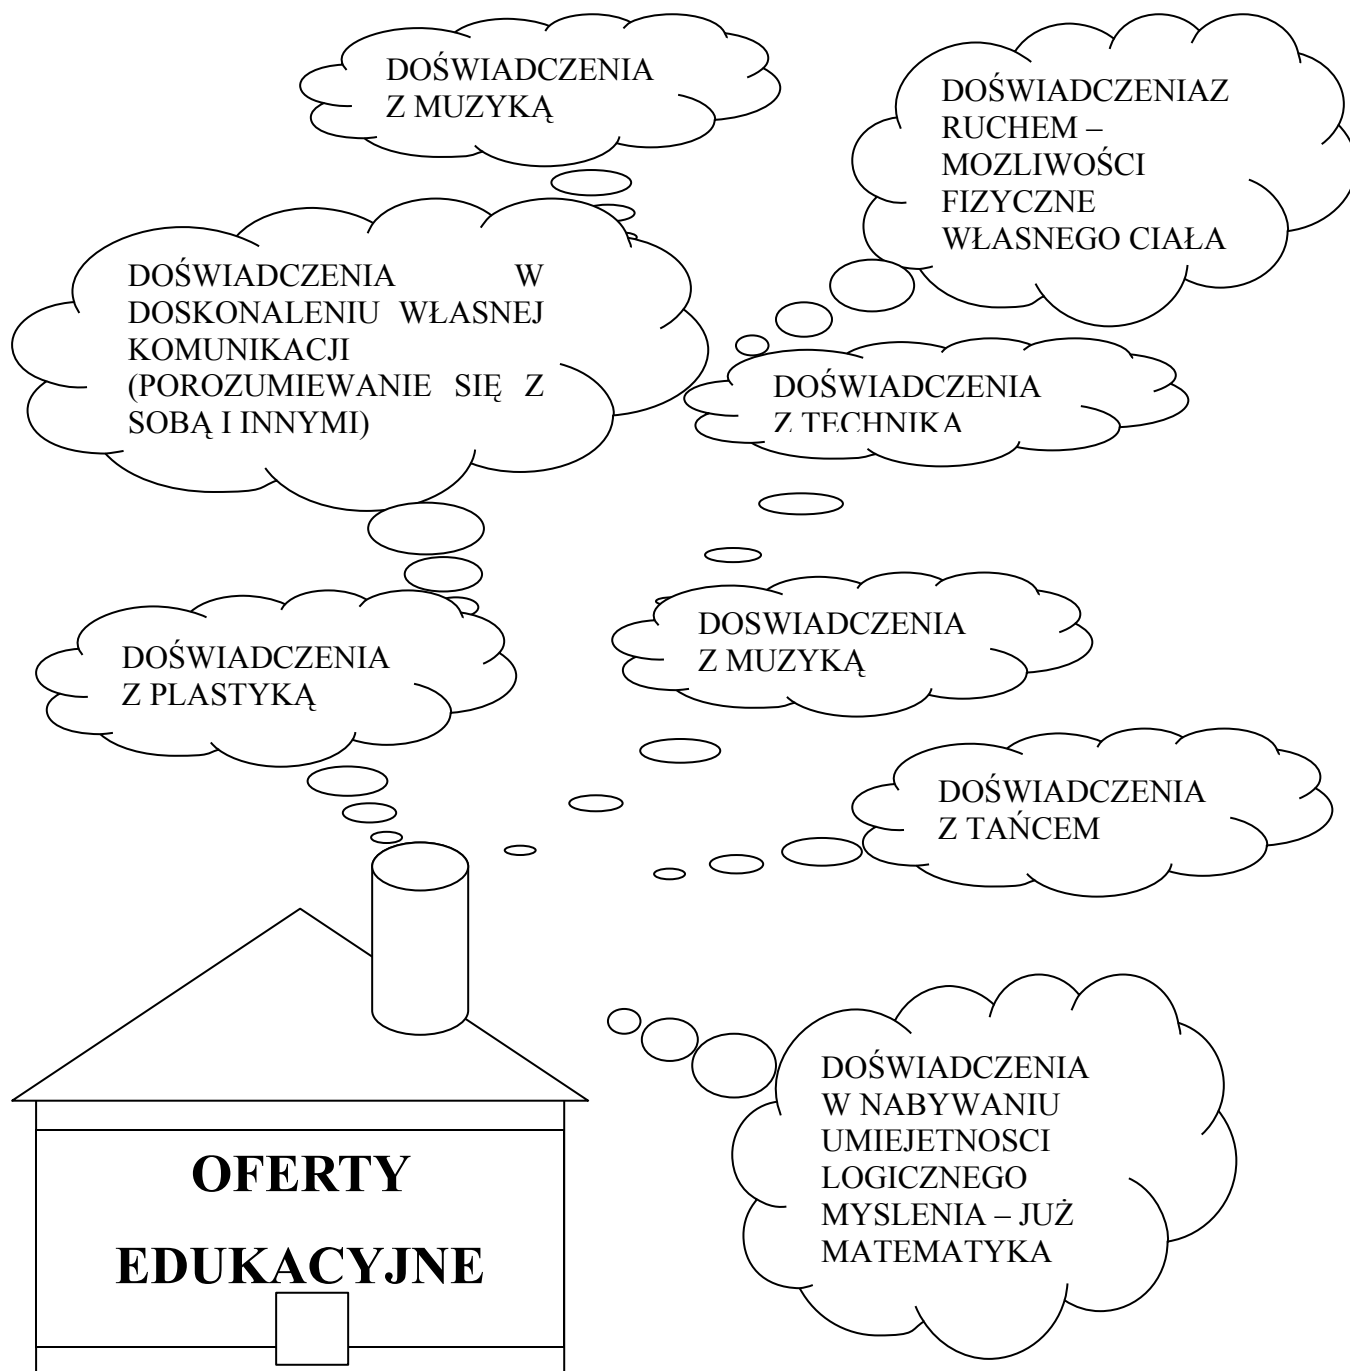 DOŚWIADCZENIA
Z MUZYKĄ
DOŚWIADCZENIAZ
RUCHEM –
MOZLIWOŚCI
FIZYCZNE
WŁASNEGO CIAŁA
DOŚWIADCZENIA W
DOSKONALENIU WŁASNEJ
KOMUNIKACJI
(POROZUMIEWANIE SIĘ Z
SOBĄ I INNYMI)
DOŚWIADCZENIA
Z TECHNIKA
DOŚWIADCZENIA
Z PLASTYKĄ
DOSWIADCZENIA
Z MUZYKĄ
DOŚWIADCZENIA
Z TAŃCEM
DOŚWIADCZENIA
W NABYWANIU
UMIEJETNOSCI
LOGICZNEGO
MYSLENIA – JUŻ
MATEMATYKA
OFERTY
EDUKACYJNE